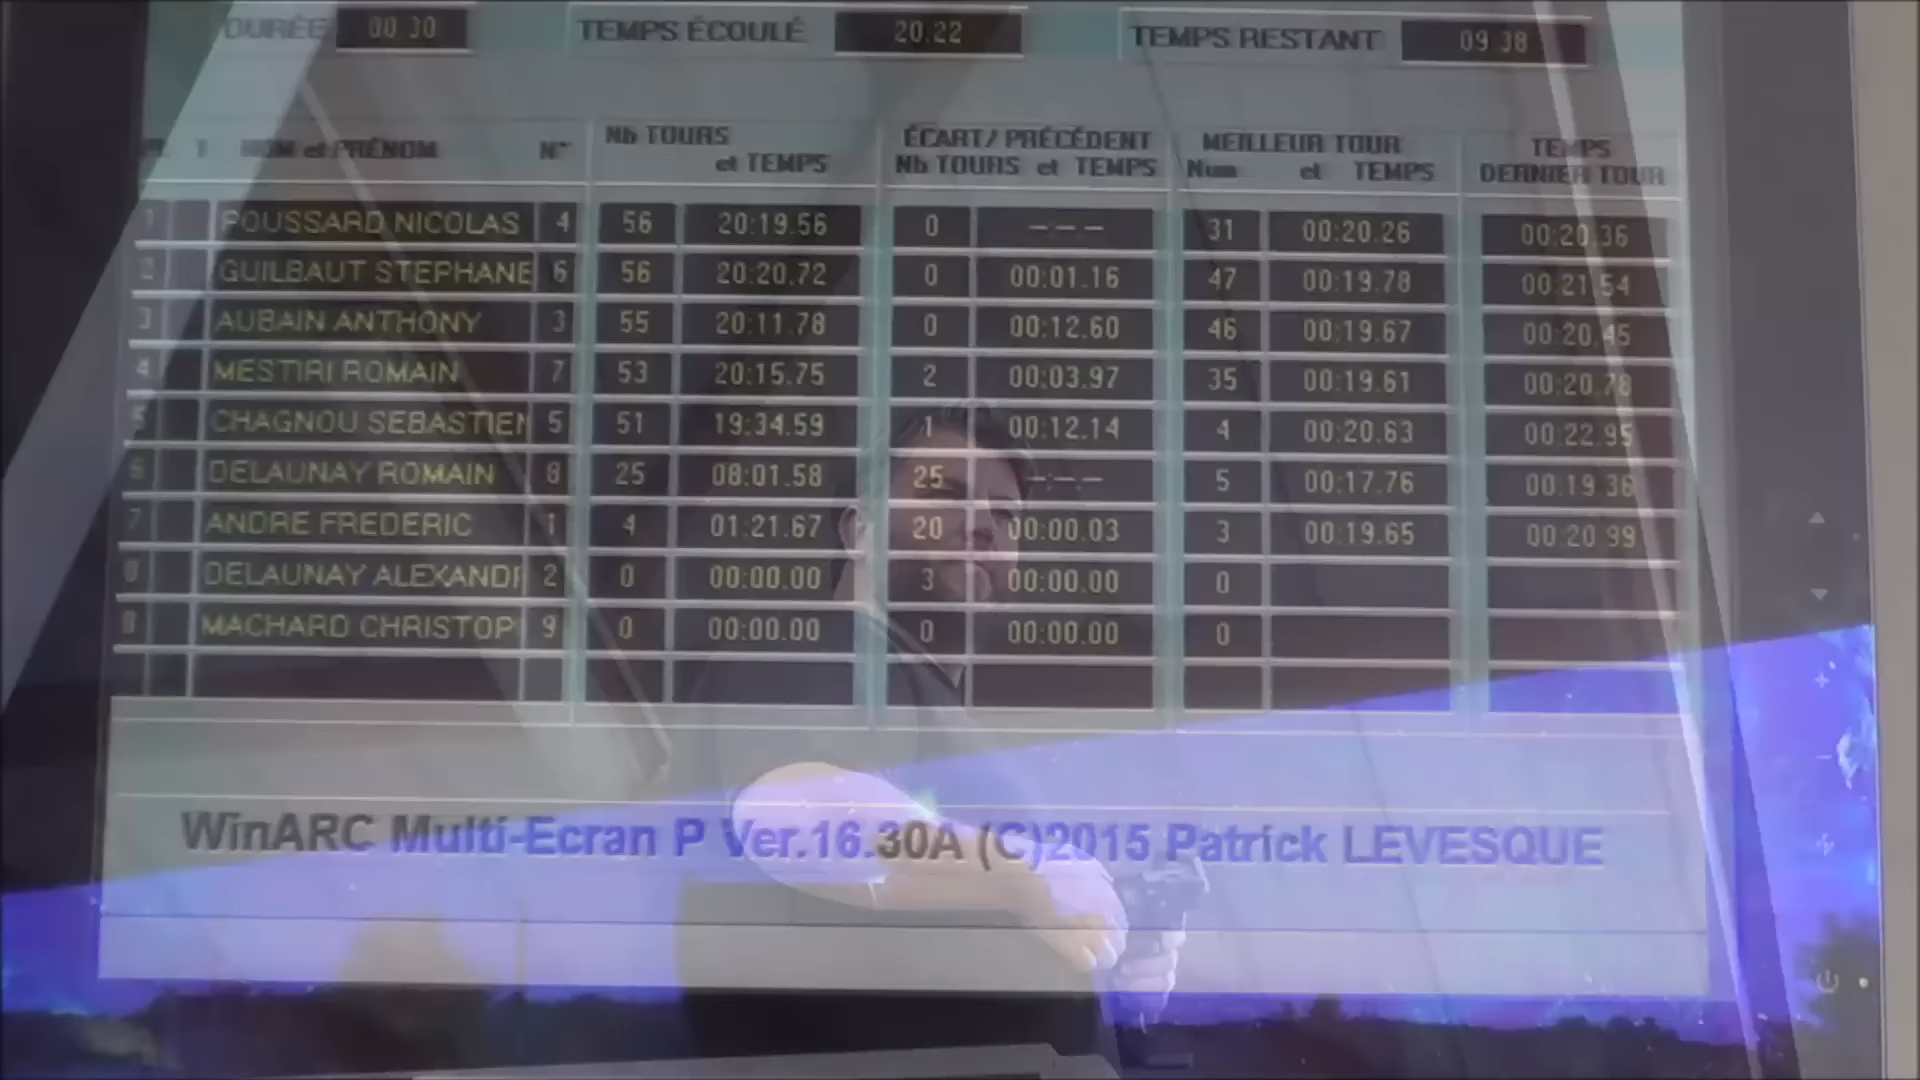 DURÉE 00 30 TEMPS ÉCOULÉ 20.22 TEMPS RESTANT 09 38
NOM et PRÉNOM N° Nb TOURS et TEMPS ÉCART/ PRÉCÉDENT Nb TOURS et TEMPS MEILLEUR TOUR Num et TEMPS TEMPS DERNIER TOUR
1 POUSSARD NICOLAS 4 56 20:19.56 0 --:--.-- 31 00:20.26 00:20.36
2 GUILBAUT STEPHANE 6 56 20:20.72 0 00:01.16 47 00:19.78 00:21.54
3 AUBAIN ANTHONY 3 55 20:11.78 0 00:12.60 46 00:19.67 00:20.45
4 MESTIRI ROMAIN 7 53 20:15.75 2 00:03.97 35 00:19.61 00:20.78
5 CHAGNOU SEBASTIEN 5 51 19:34.59 1 00:12.14 4 00:20.63 00:22.95
6 DELAUNAY ROMAIN 8 25 08:01.58 25 --:--.-- 5 00:17.76 00:19.36
7 ANDRE FREDERIC 1 4 01:21.67 20 00:00.03 3 00:19.65 00:20.99
8 DELAUNAY ALEXAND 2 0 00:00.00 3 00:00.00 0
MACHARD CHRISTOP 9 0 00:00.00 0 00:00.00 0
WinARC Multi-Ecran P Ver.16.30A (C)2015 Patrick LEVESQUE